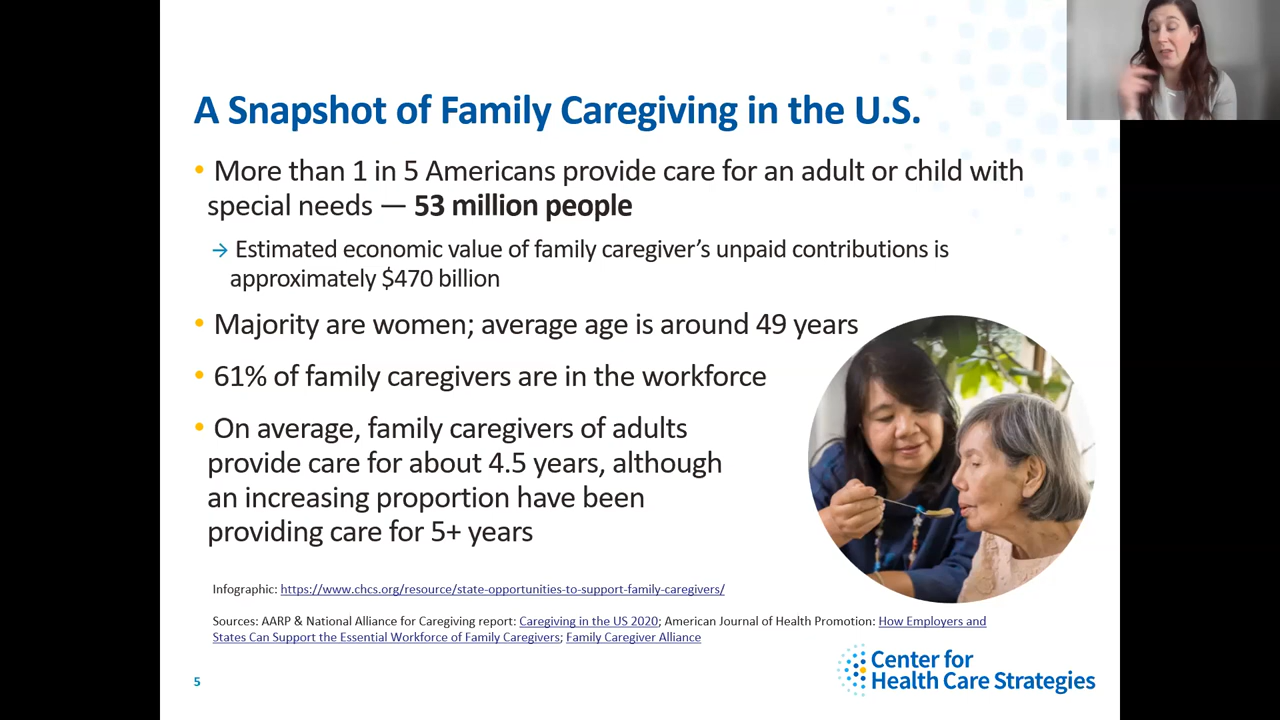 A Snapshot of Family Caregiving in the U.S.
• More than 1 in 5 Americans provide care for an adult or child with
special needs — 53 million people
→ Estimated economic value of family caregiver’s unpaid contributions is
approximately $470 billion
• Majority are women; average age is around 49 years
• 61% of family caregivers are in the workforce
• On average, family caregivers of adults
provide care for about 4.5 years, although
an increasing proportion have been
providing care for 5+ years
Infographic: https://www.chcs.org/resource/state-opportunities-to-support-family-caregivers/
Sources: AARP & National Alliance for Caregiving report: Caregiving in the US 2020; American Journal of Health Promotion: How Employers and
States Can Support the Essential Workforce of Family Caregivers; Family Caregiver Alliance
5
Center for
Health Care Strategies